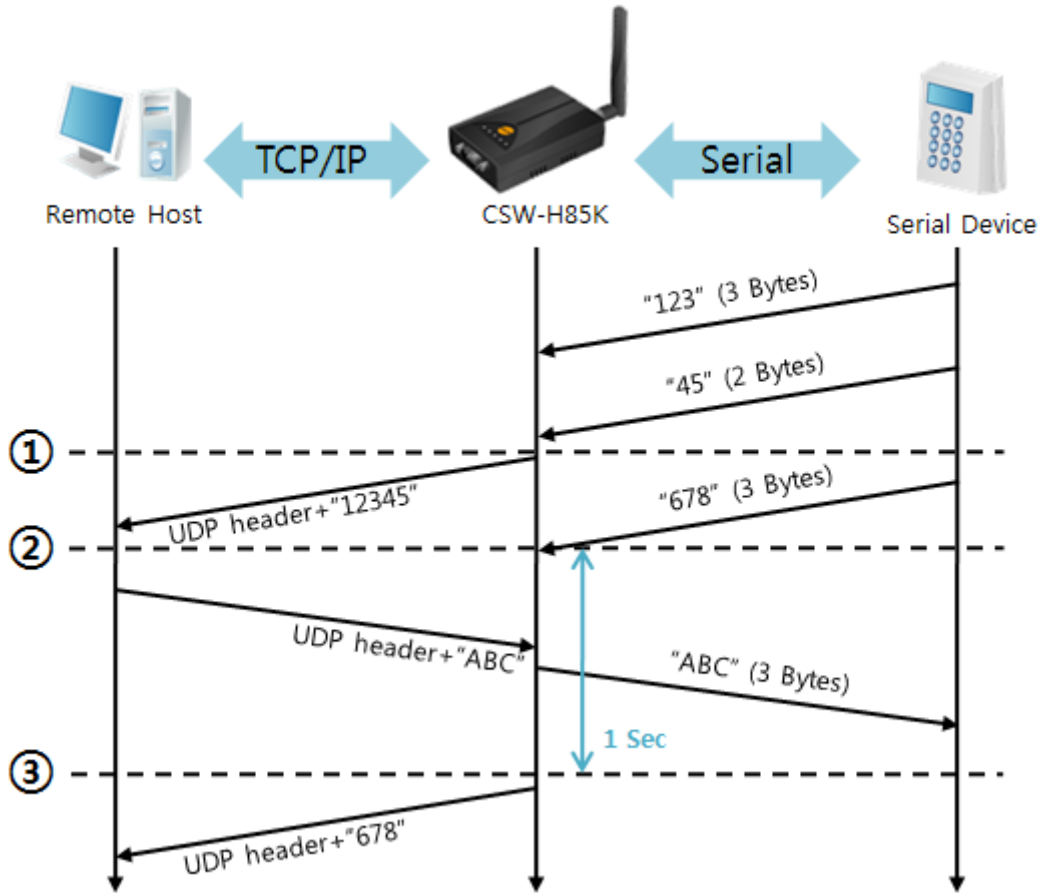 TCP/IP
Serial
Remote Host
CSW-H85K
Serial Device
"123" (3 Bytes)
"45" (2 Bytes)
①
UDP header+"12345"
"678" (3 Bytes)
②
UDP header+"ABC"
"ABC" (3 Bytes)
1 Sec
③
UDP header+"678"